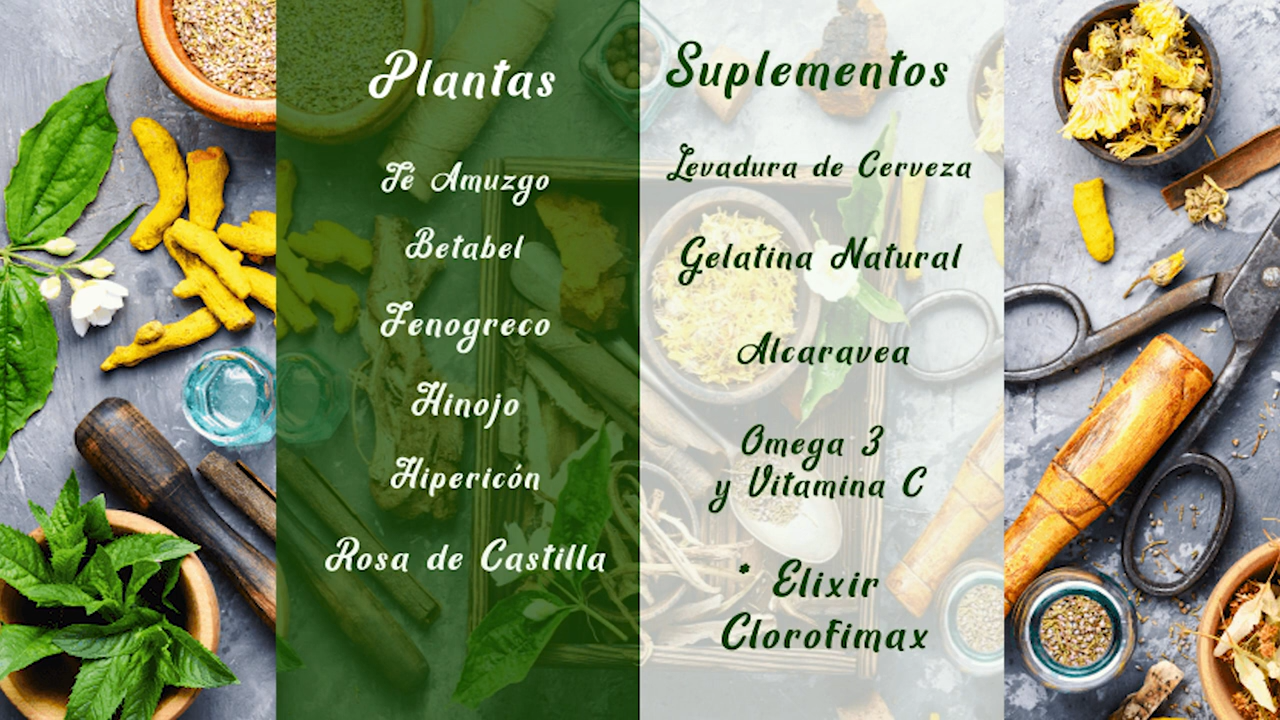 Plantas
Té Amuzgo
Betabel
Fenogreco
Hinojo
Hipericón
Rosa de Castilla
Suplementos
Levadura de Cerveza
Gelatina Natural
Alcaravea
Omega 3
y Vitamina C
* Elixir
Clorofimax